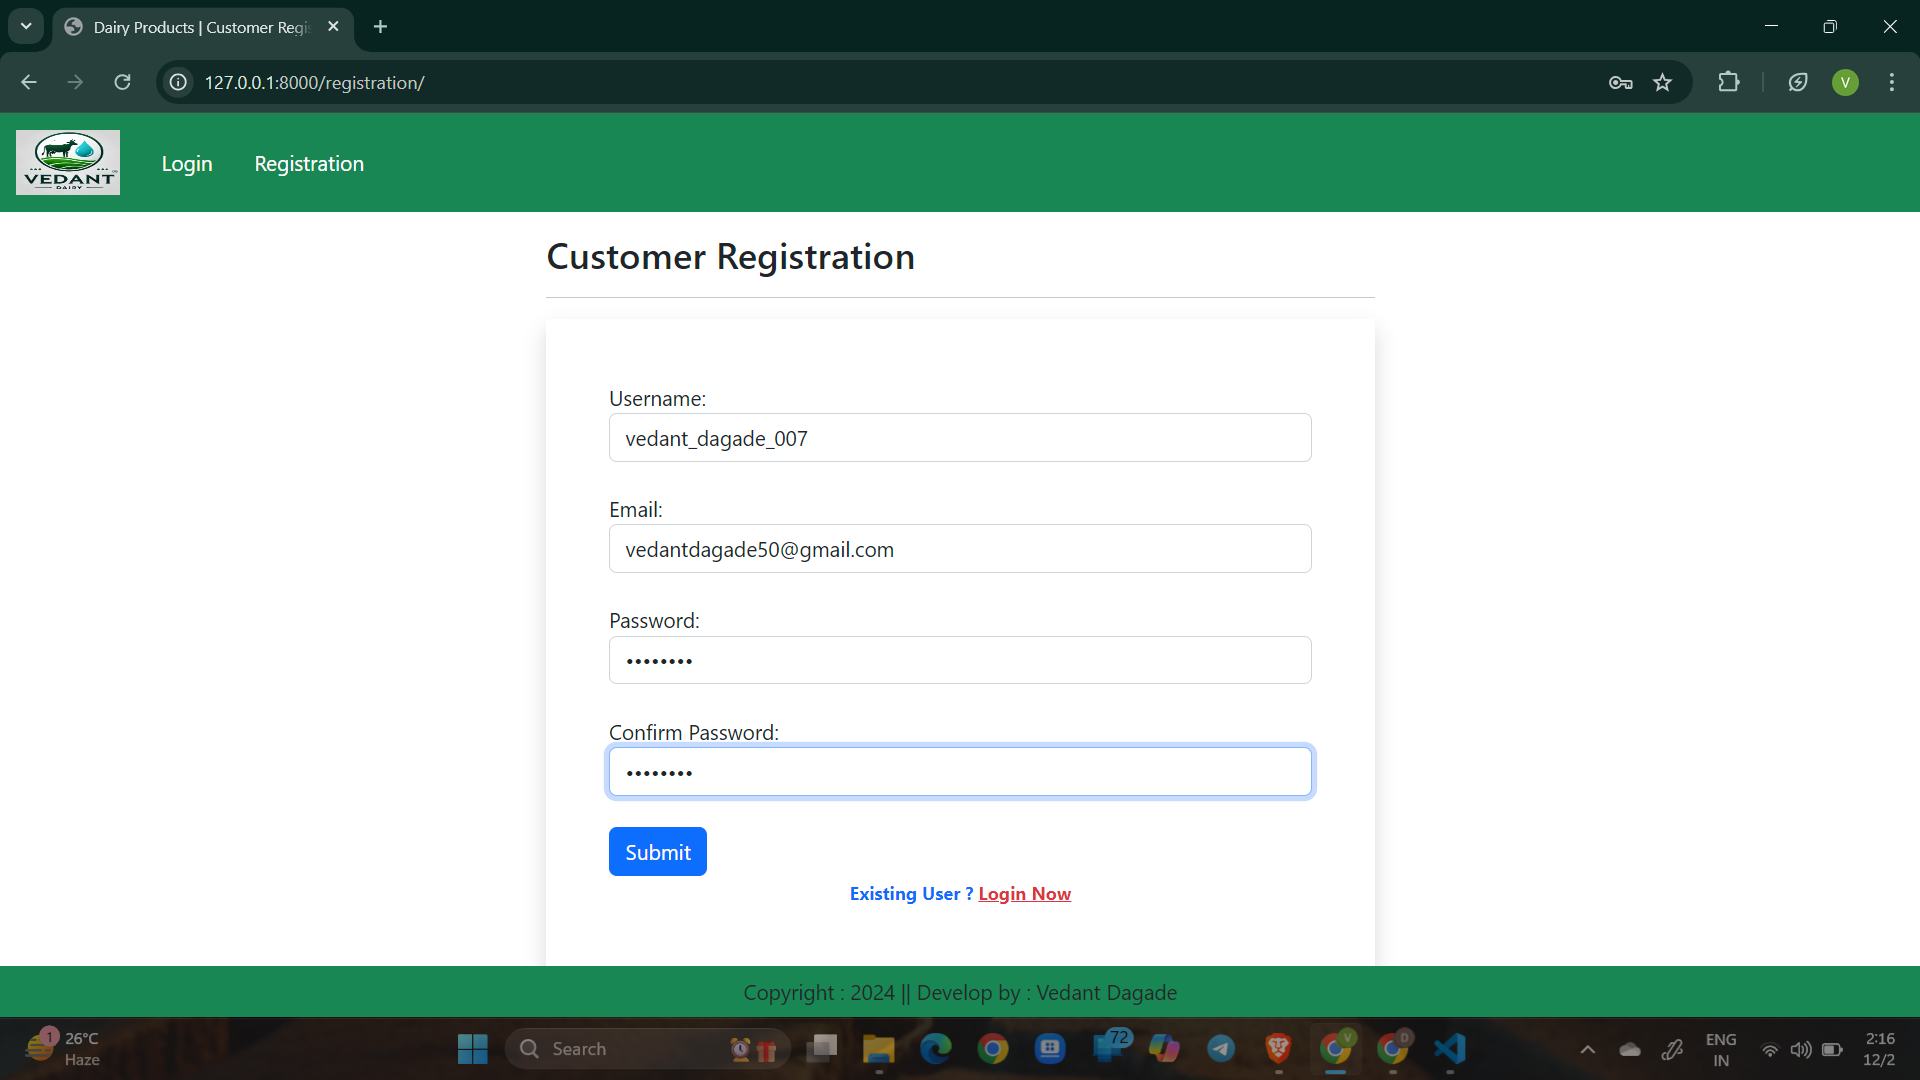 Dairy Products | Customer Regi
127.0.0.1:8000/registration/
V
VEDANT
DAIRY
Login
Registration
Customer Registration
Username:
vedant_dagade_007
Email:
vedantdagade50@gmail.com
Password:
••••••••
Confirm Password:
••••••••
Submit
Existing User ? Login Now
Copyright : 2024 || Develop by : Vedant Dagade
1
26°C
Haze
Search
72
V
D
ENG
IN
2:16
12/2